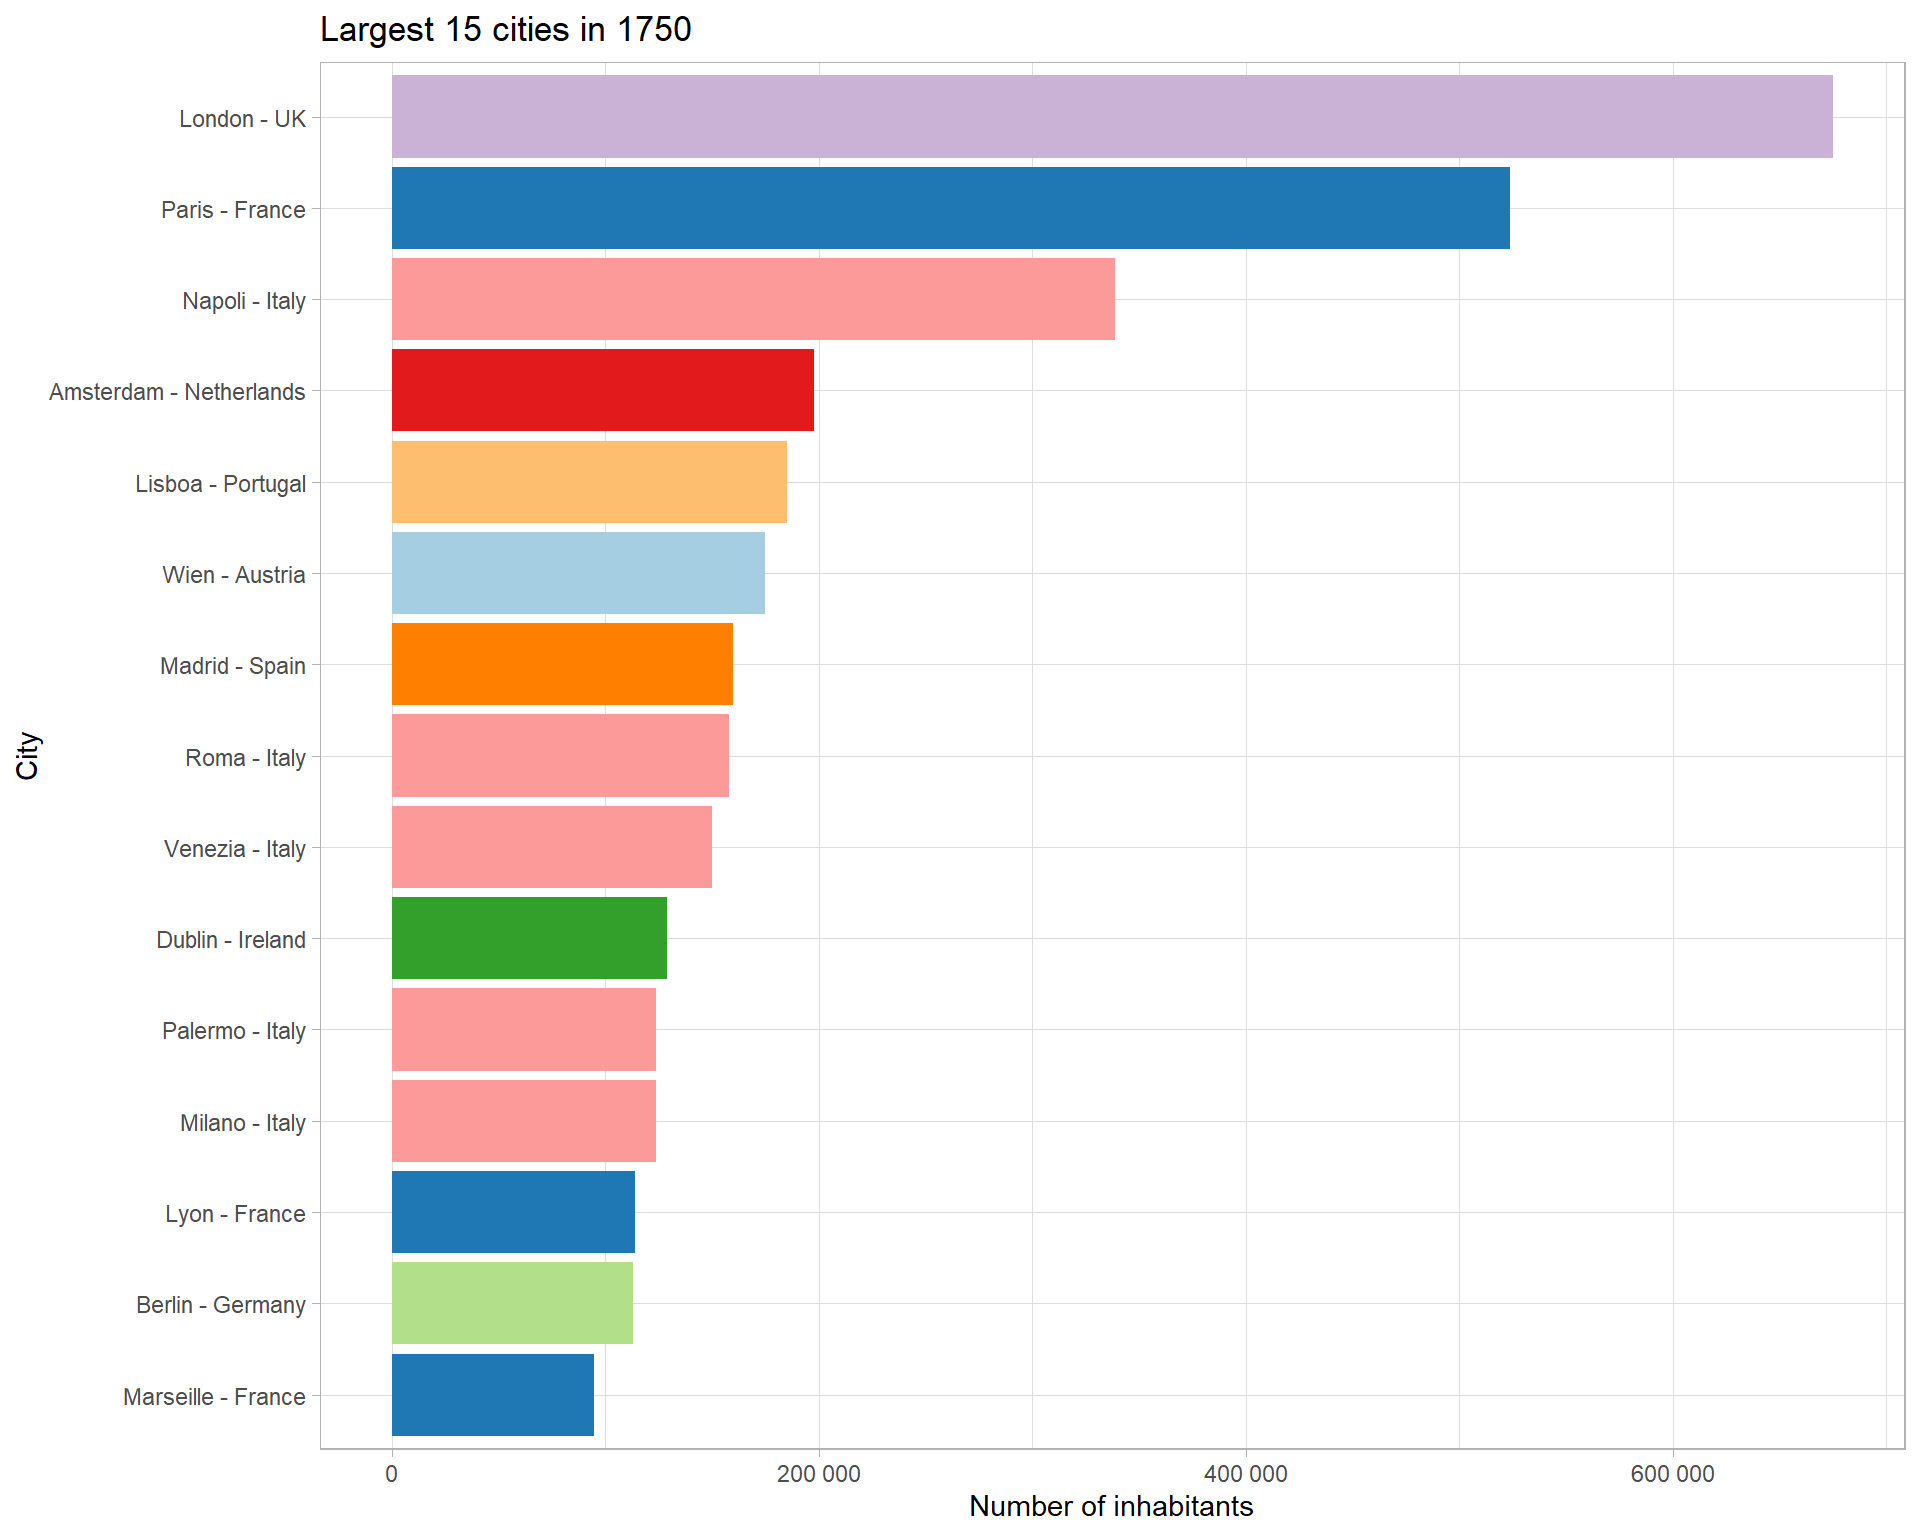 Largest 15 cities in 1750
London - UK
Paris - France
Napoli - Italy
Amsterdam - Netherlands
Lisboa - Portugal
Wien - Austria
Madrid - Spain
Roma - Italy
Venezia - Italy
Dublin - Ireland
Palermo - Italy
Milano - Italy
Lyon - France
Berlin - Germany
Marseille - France
City
0 200 000 400 000 600 000
Number of inhabitants